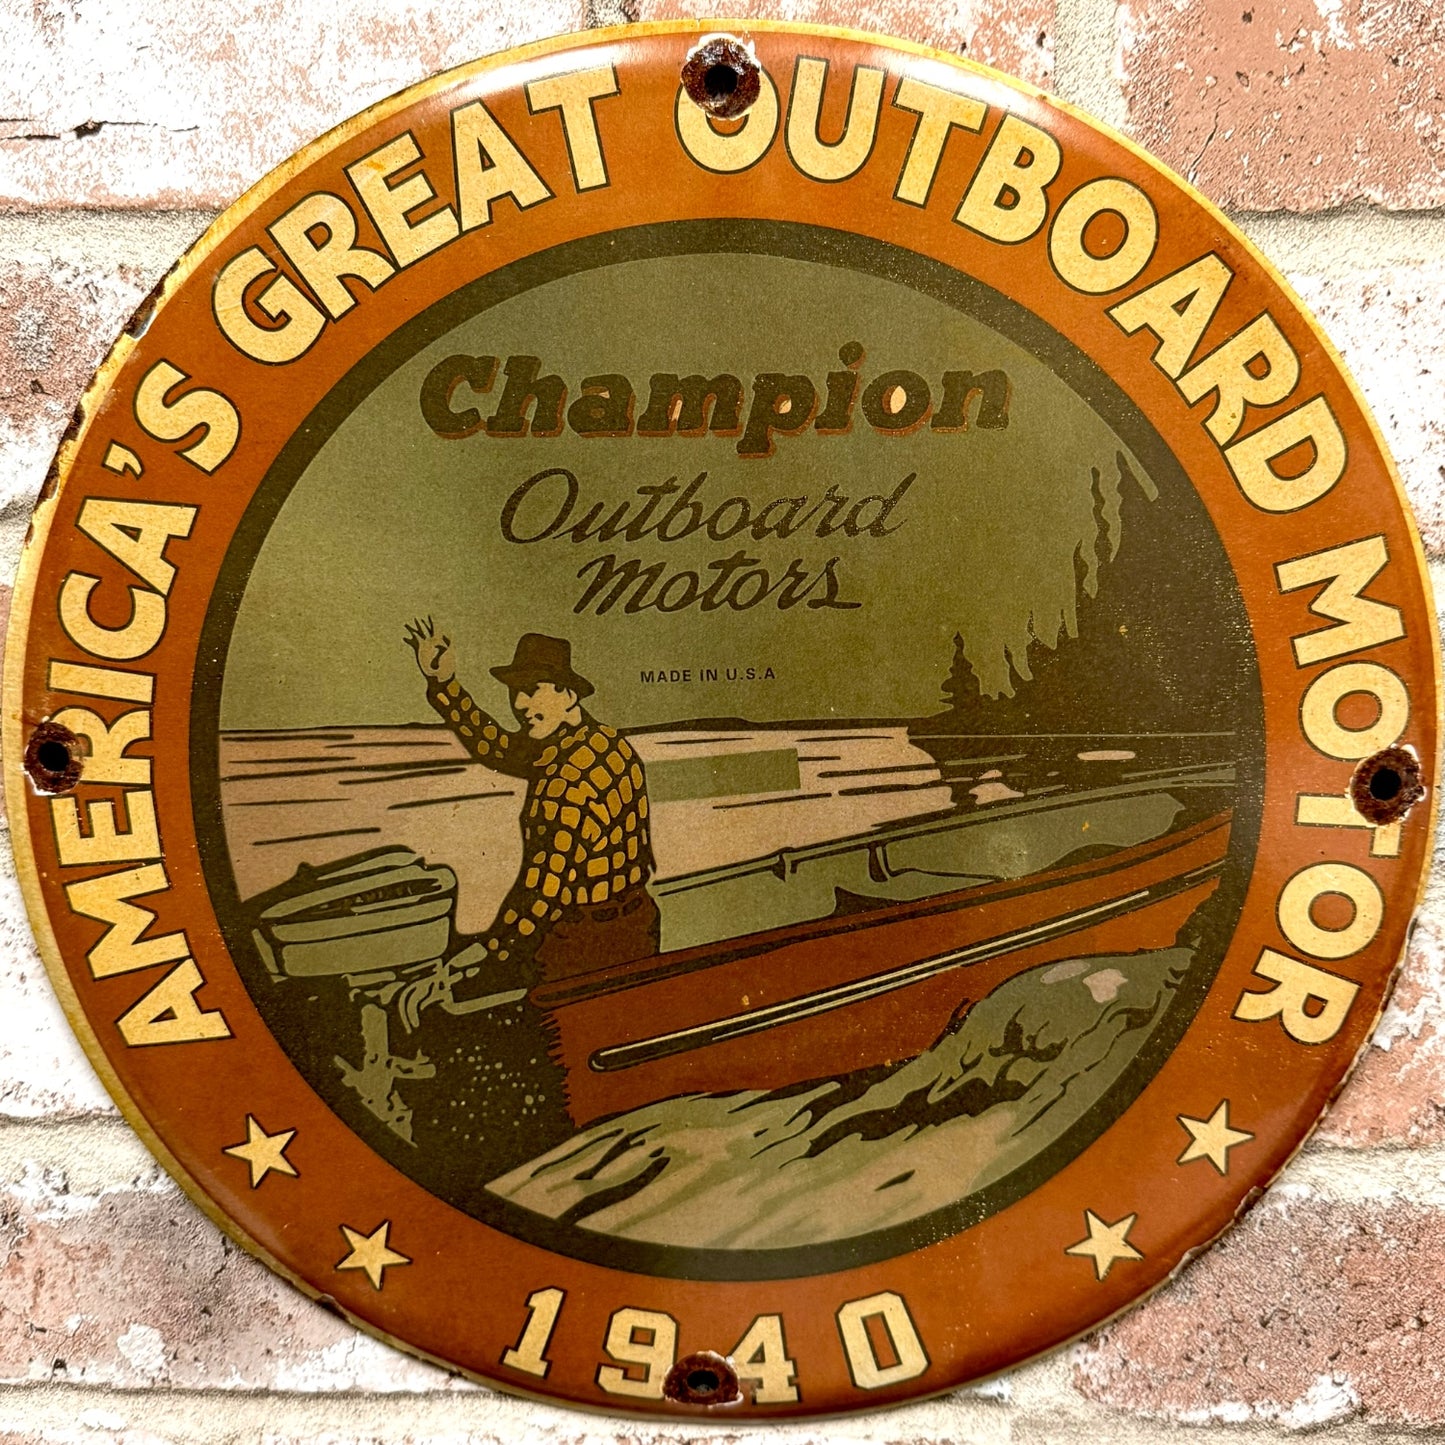 AMERICA'S GREAT OUTBOARD MOTOR
Champion
Outboard
Motors
MADE IN U.S.A
1940